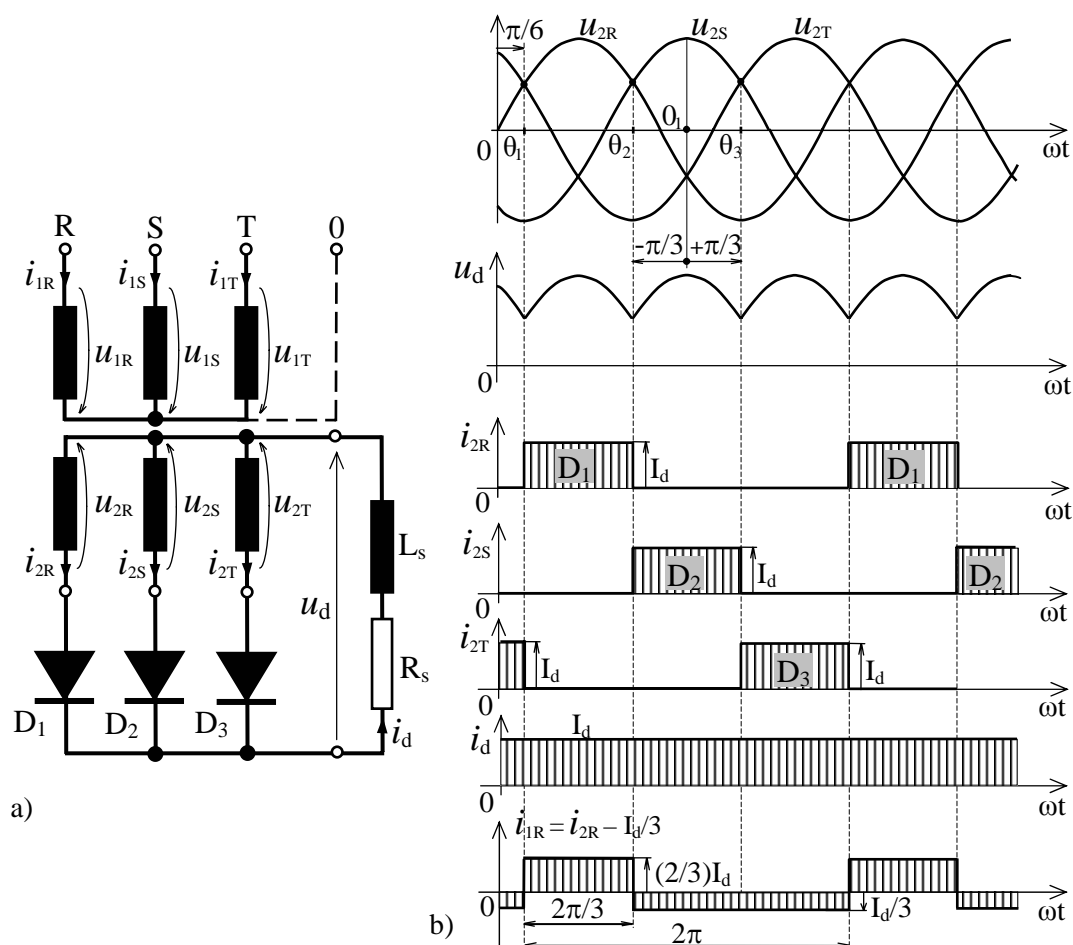 R S T 0
i1R i1S i1T
u1R u1S u1T
u2R u2S u2T
i2R i2S i2T
ud
Ls
Rs
D1 D2 D3
id
a)
π/6 u2R u2S u2T
01
0 θ1 θ2 θ3 ωt
-π/3 +π/3
ud
0 ωt
i2R
D1 Id D1
0 ωt
i2S
D2 Id D2
0 ωt
i2T
Id D3 Id
0 ωt
id Id
0 ωt
i1R = i2R – Id/3
(2/3)Id
0 ωt
2π/3 Id/3
2π
b)